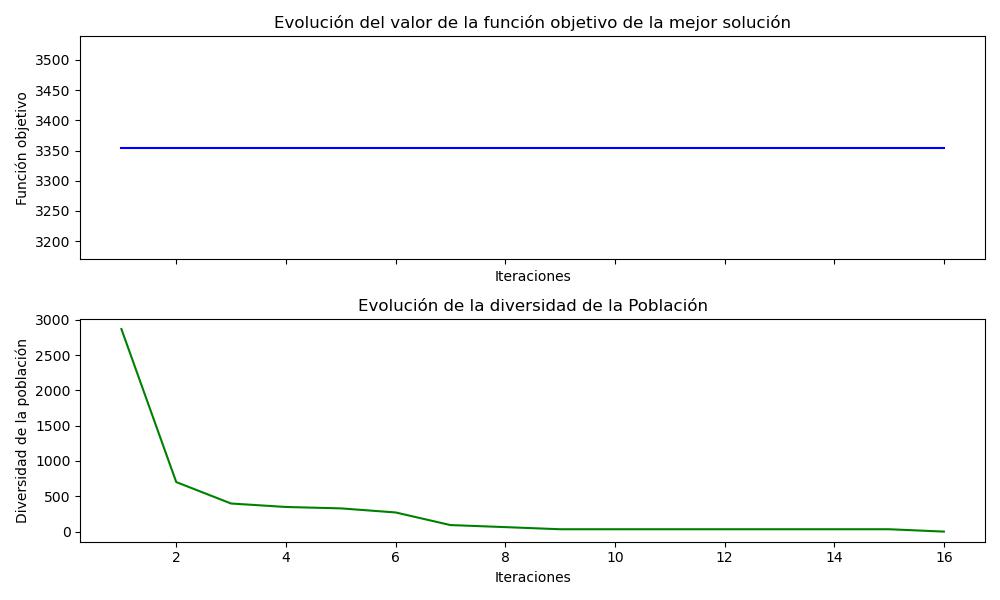 Evolución del valor de la función objetivo de la mejor solución
Función objetivo
3500
3450
3400
3350
3300
3250
3200
Iteraciones
Evolución de la diversidad de la Población
Diversidad de la población
3000
2500
2000
1500
1000
500
0
2 4 6 8 10 12 14 16
Iteraciones